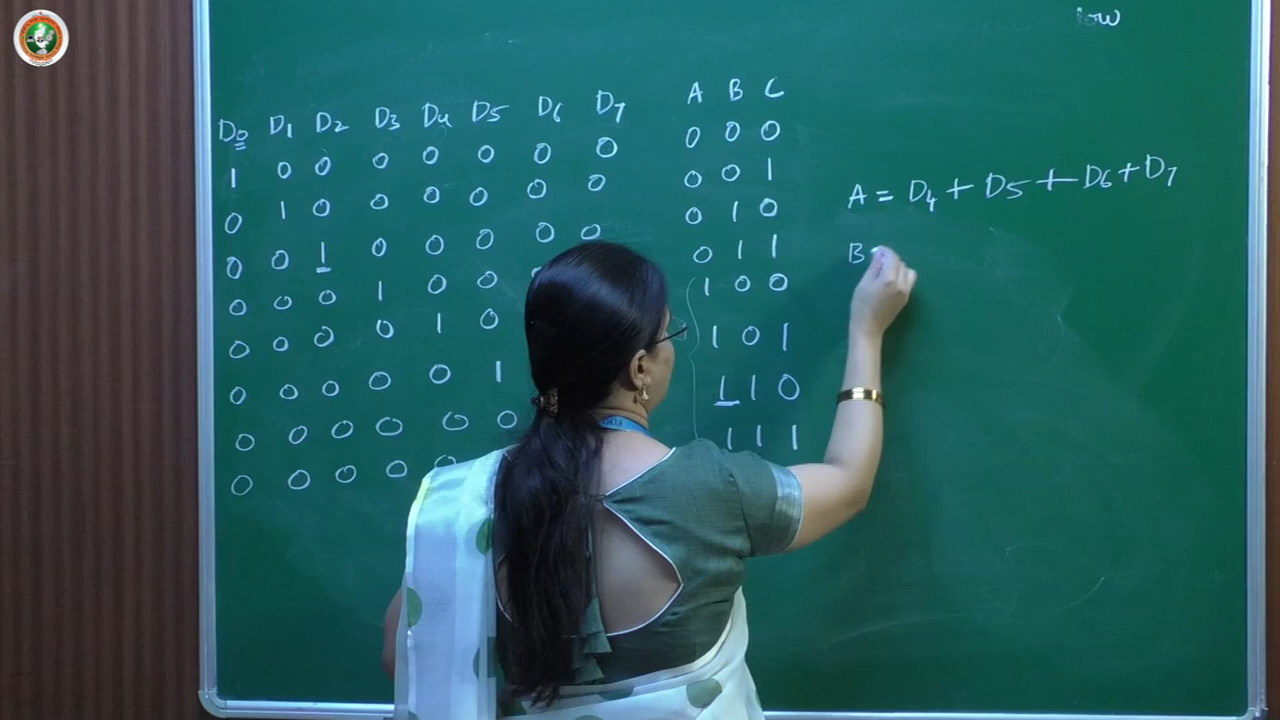 low
D0 D1 D2 D3 D4 D5 D6 D7 A B C
1 0 0 0 0 0 0 0 0 0 0
0 1 0 0 0 0 0 0 0 0 1
0 0 1 0 0 0 0 0 0 1 0
0 0 0 1 0 0 0 1 1
0 0 0 0 1 0 1 0 0
0 0 0 0 0 1 1 0 1
0 0 0 0 0 0 1 1 0
0 0 0 0 0 1 1 1
A = D4 + D5 + D6 + D7
B